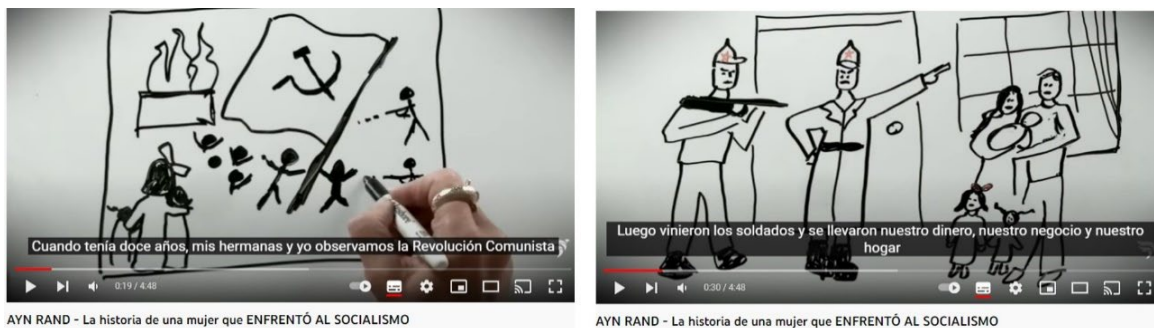 Cuando tenía doce años, mis hermanas y yo observamos la Revolución Comunista
0:19 / 4:48
AYN RAND - La historia de una mujer que ENFRENTÓ AL SOCIALISMO
Luego vinieron los soldados y se llevaron nuestro dinero, nuestro negocio y nuestro
hogar
0:30 / 4:48
AYN RAND - La historia de una mujer que ENFRENTÓ AL SOCIALISMO